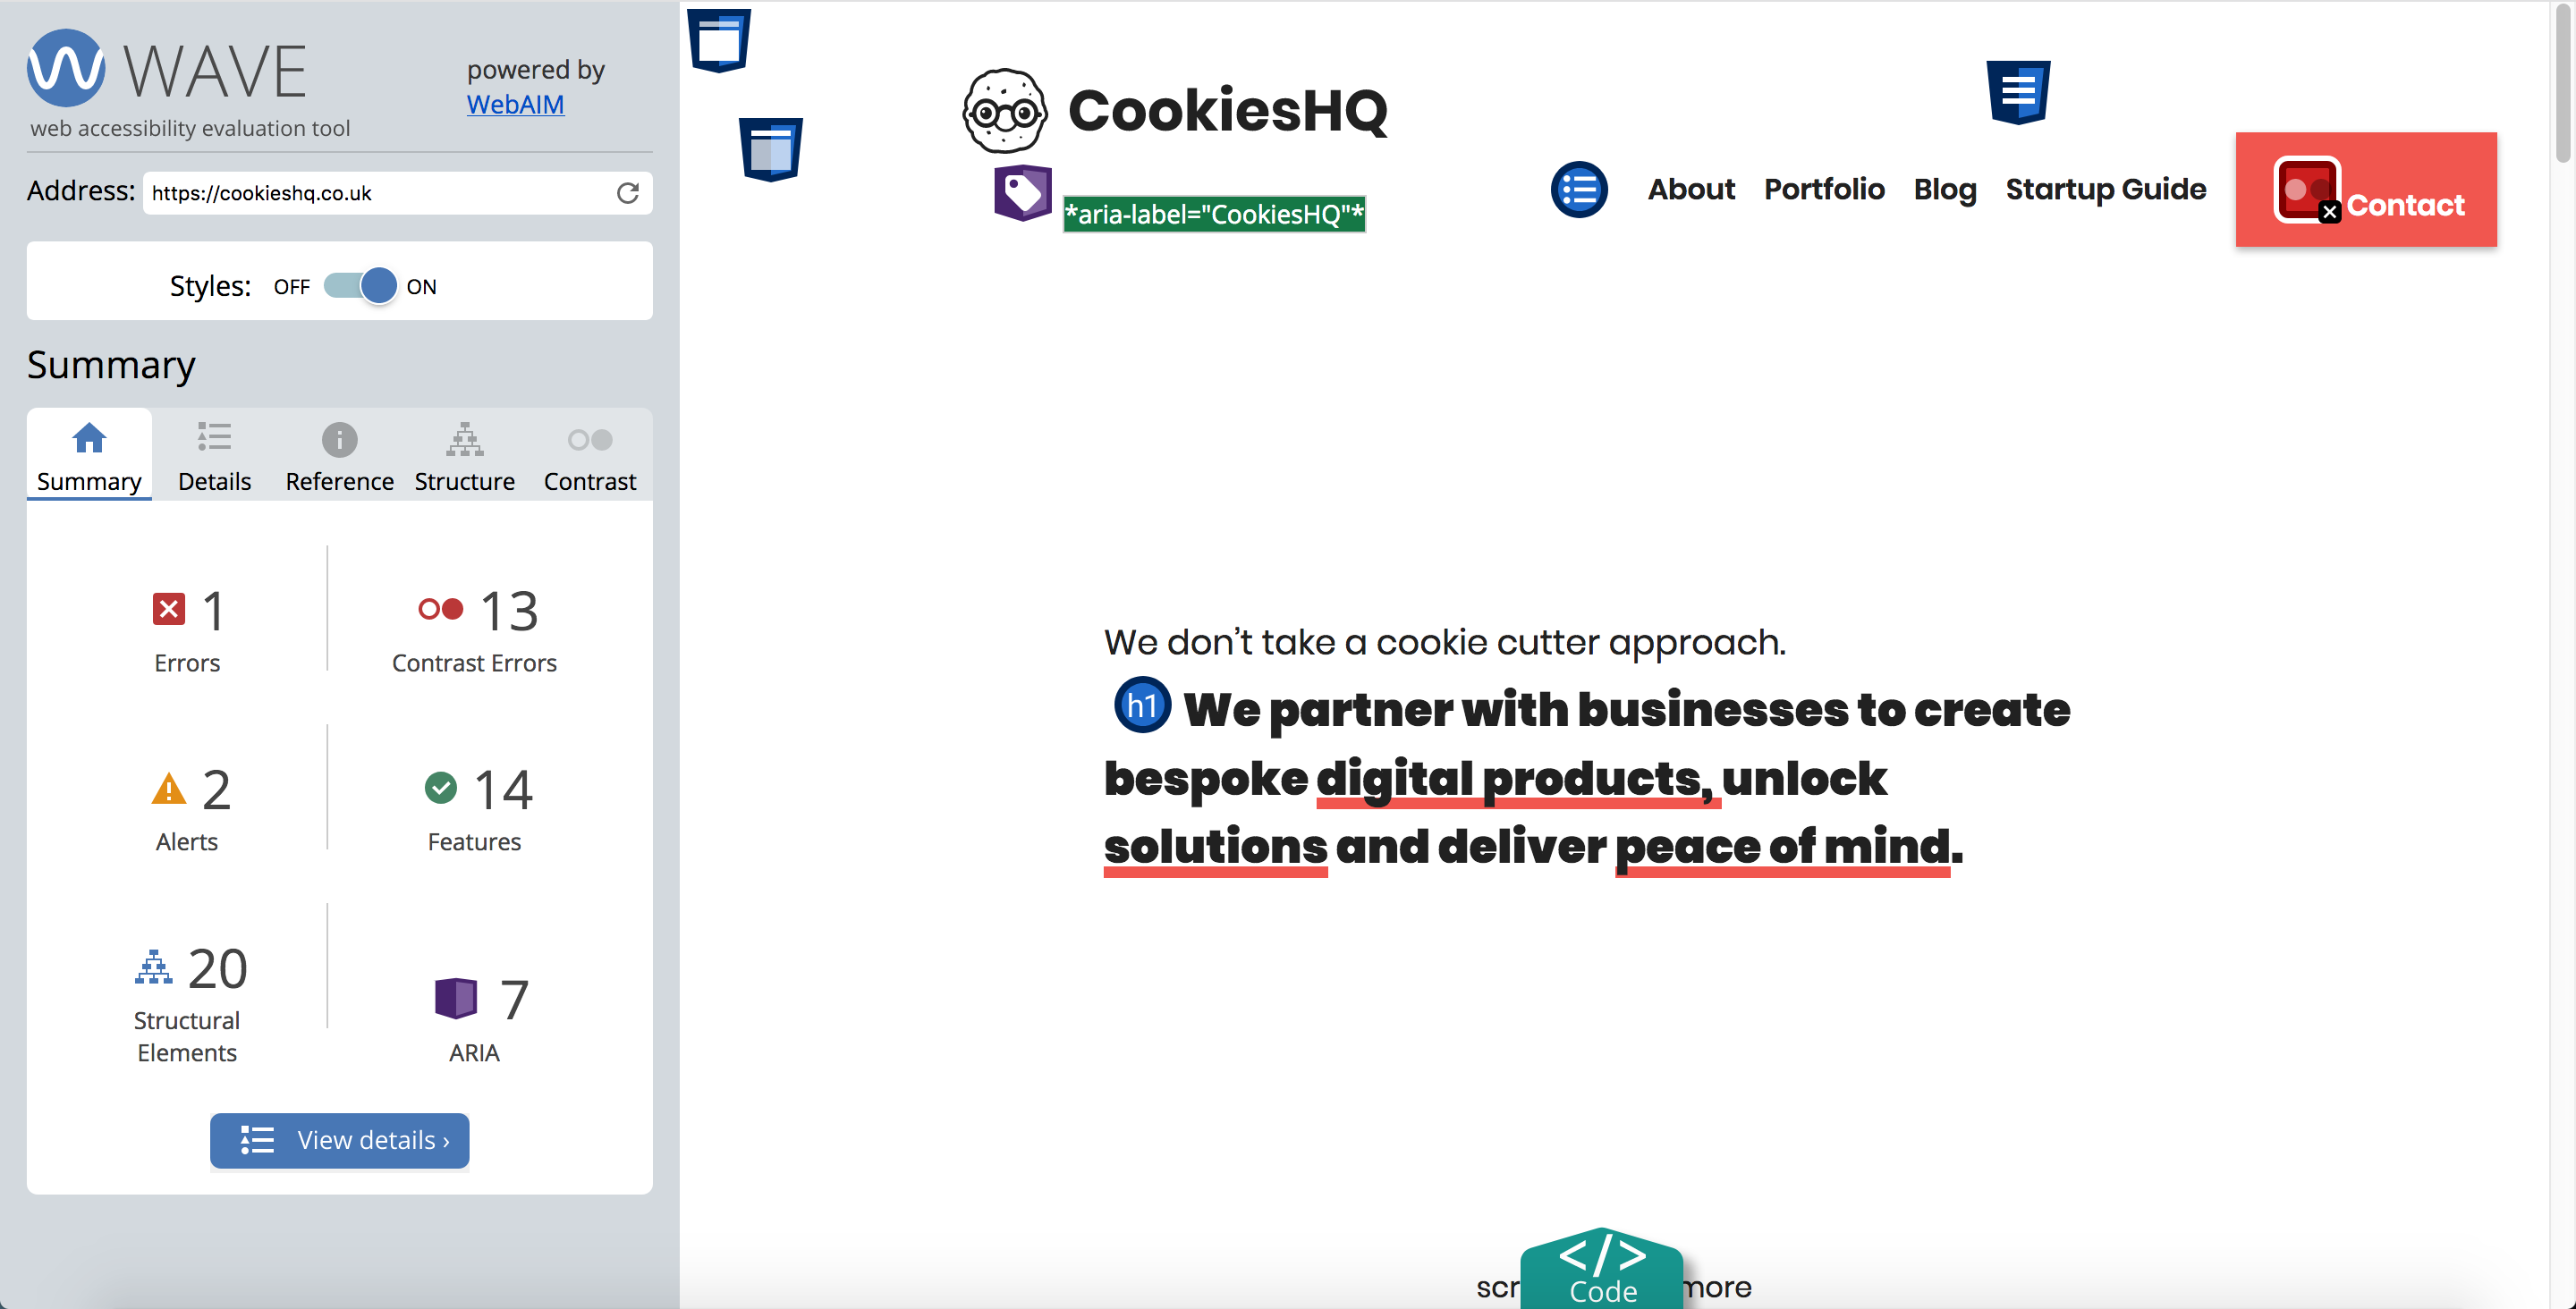 WAVE
powered by
WebAIM
web accessibility evaluation tool
Address: https://cookieshq.co.uk
Styles: OFF ON
Summary
Summary Details Reference Structure Contrast
1
Errors
13
Contrast Errors
2
Alerts
14
Features
20
Structural
Elements
7
ARIA
View details ›
CookiesHQ
*aria-label="CookiesHQ"*
About Portfolio Blog Startup Guide Contact
We don’t take a cookie cutter approach.
h1 We partner with businesses to create
bespoke digital products, unlock
solutions and deliver peace of mind.
scr more
</> 
Code